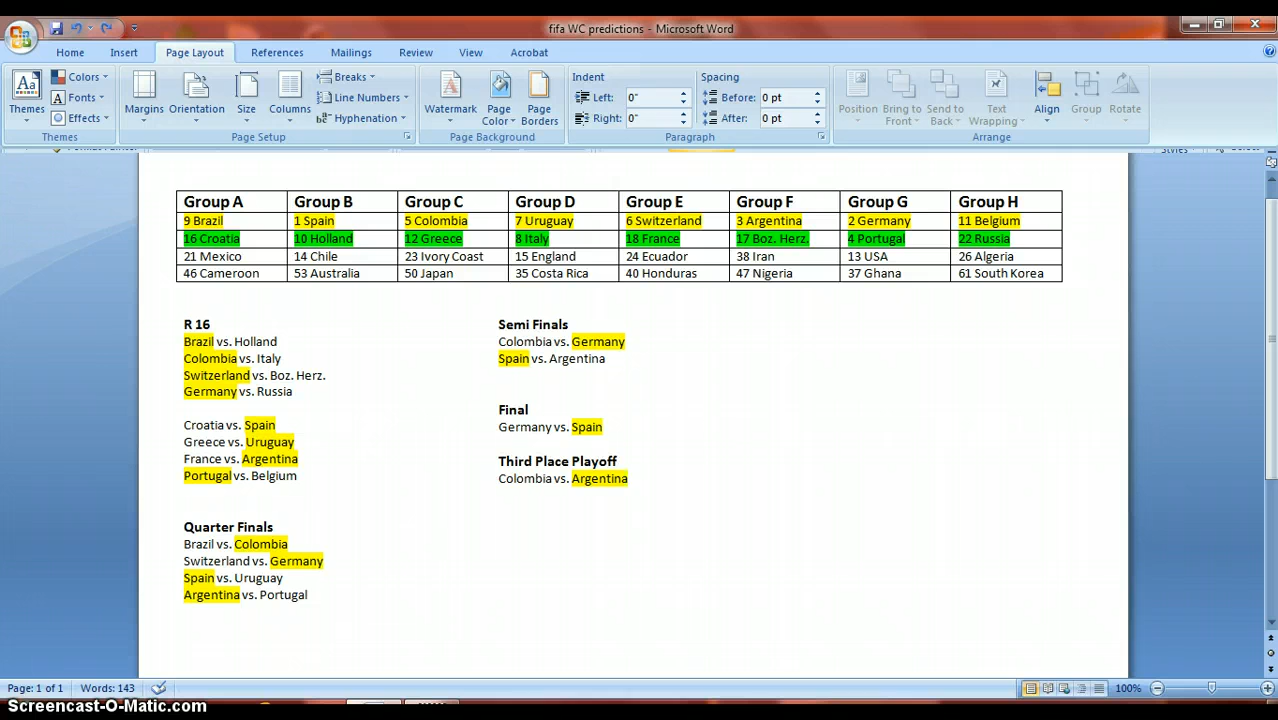 fifa WC predictions - Microsoft Word
Home Insert Page Layout References Mailings Review View Acrobat
Themes
Colors
Fonts
Effects
Themes
Margins Orientation Size Columns
Breaks
Line Numbers
Hyphenation
Page Setup
Watermark Page Color Page Borders
Page Background
Indent
Left: 0"
Right: 0"
Spacing
Before: 0 pt
After: 0 pt
Paragraph
Position Bring to Front Send to Back Text Wrapping Align Group Rotate
Arrange
Group A Group B Group C Group D Group E Group F Group G Group H
9 Brazil 1 Spain 5 Colombia 7 Uruguay 6 Switzerland 3 Argentina 2 Germany 11 Belgium
16 Croatia 10 Holland 12 Greece 8 Italy 18 France 17 Boz. Herz. 4 Portugal 22 Russia
21 Mexico 14 Chile 23 Ivory Coast 15 England 24 Ecuador 38 Iran 13 USA 26 Algeria
46 Cameroon 53 Australia 50 Japan 35 Costa Rica 40 Honduras 47 Nigeria 37 Ghana 61 South Korea
R 16
Brazil vs. Holland
Colombia vs. Italy
Switzerland vs. Boz. Herz.
Germany vs. Russia
Croatia vs. Spain
Greece vs. Uruguay
France vs. Argentina
Portugal vs. Belgium
Quarter Finals
Brazil vs. Colombia
Switzerland vs. Germany
Spain vs. Uruguay
Argentina vs. Portugal
Semi Finals
Colombia vs. Germany
Spain vs. Argentina
Final
Germany vs. Spain
Third Place Playoff
Colombia vs. Argentina
Page: 1 of 1 Words: 143 100%
Screencast-O-Matic.com